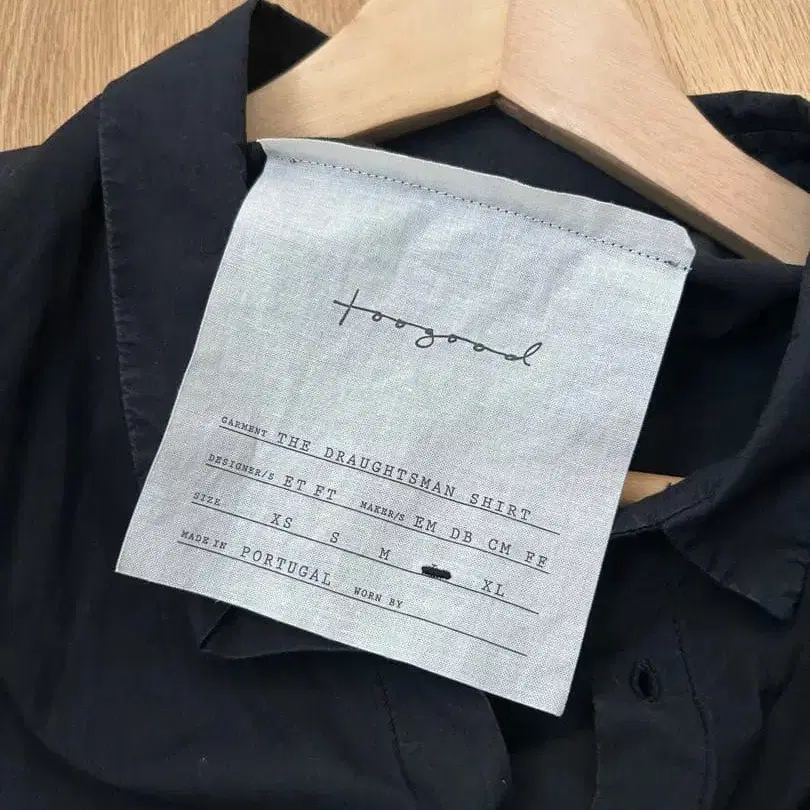 toogood
GARMENT THE DRAUGHTSMAN SHIRT
DESIGNER/S ET FT MAKER/S EM DB CM FF
SIZE XS S M XL
MADE IN PORTUGAL WORN BY